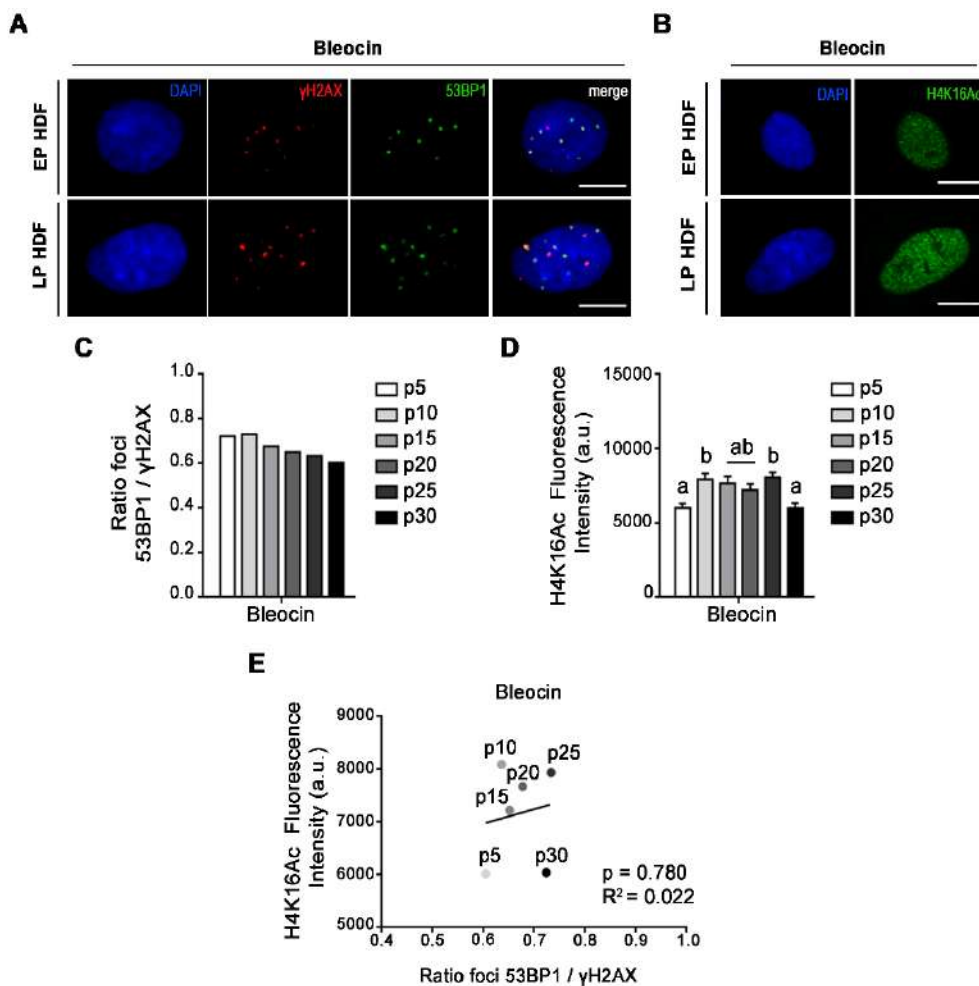 A
Bleocin
DAPI γH2AX 53BP1 merge
EP HDF
LP HDF
B
Bleocin
DAPI H4K16Ac
EP HDF
LP HDF
C
Ratio foci
53BP1 / γH2AX
1.0
0.8
0.6
0.4
0.2
0.0
Bleocin
p5
p10
p15
p20
p25
p30
D
H4K16Ac Fluorescence
Intensity (a.u.)
15000
10000
5000
0
a b ab b a
Bleocin
p5
p10
p15
p20
p25
p30
E
Bleocin
H4K16Ac Fluorescence
Intensity (a.u.)
9000
8000
7000
6000
5000
p10 p25
p20
p15
p5 p30
p = 0.780
R² = 0.022
0.4 0.5 0.6 0.7 0.8 0.9 1.0
Ratio foci 53BP1 / γH2AX